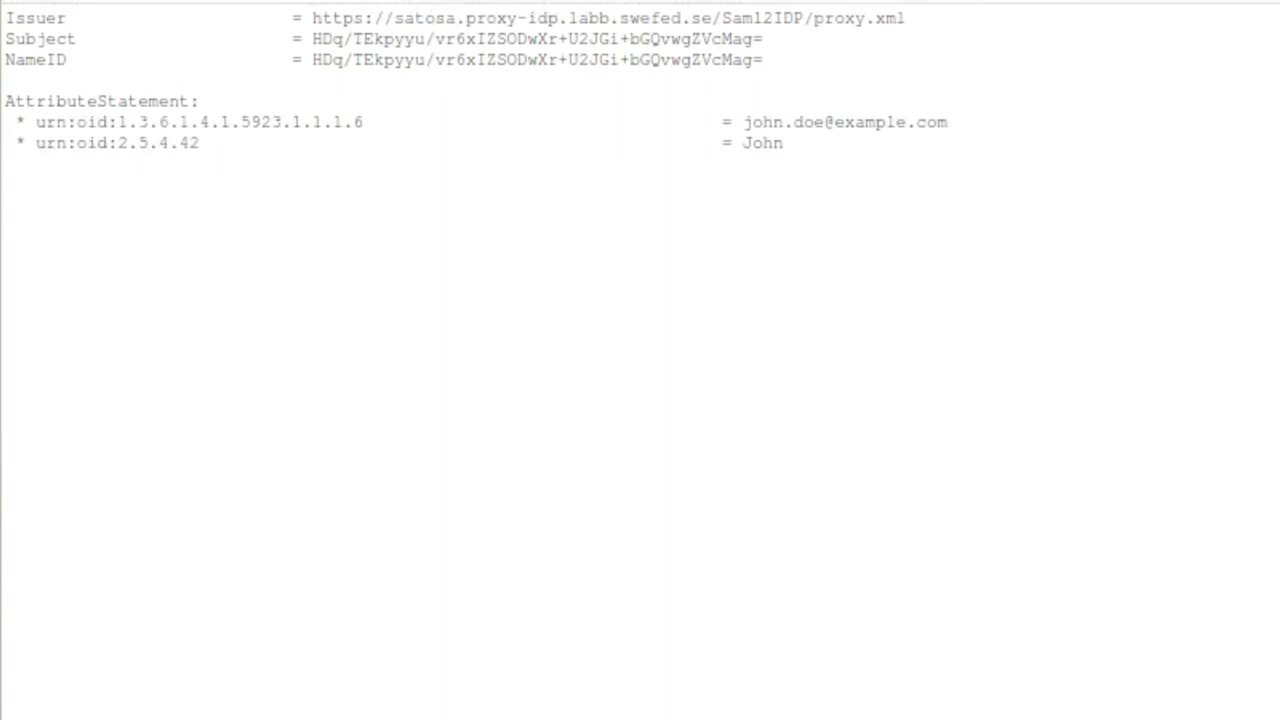 Issuer = https://satosa.proxy-idp.labb.swefed.se/Saml2IDP/proxy.xml
Subject = HDq/TEkpyyu/vr6xIZSODwXr+U2JGi+bGQvwgZVcMag=
NameID = HDq/TEkpyyu/vr6xIZSODwXr+U2JGi+bGQvwgZVcMag=
AttributeStatement:
* urn:oid:1.3.6.1.4.1.5923.1.1.1.6 = john.doe@example.com
* urn:oid:2.5.4.42 = John